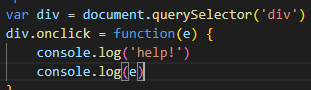 var div = document.querySelector('div')
div.onclick = function(e) {
console.log('help!')
console.log(e)
}